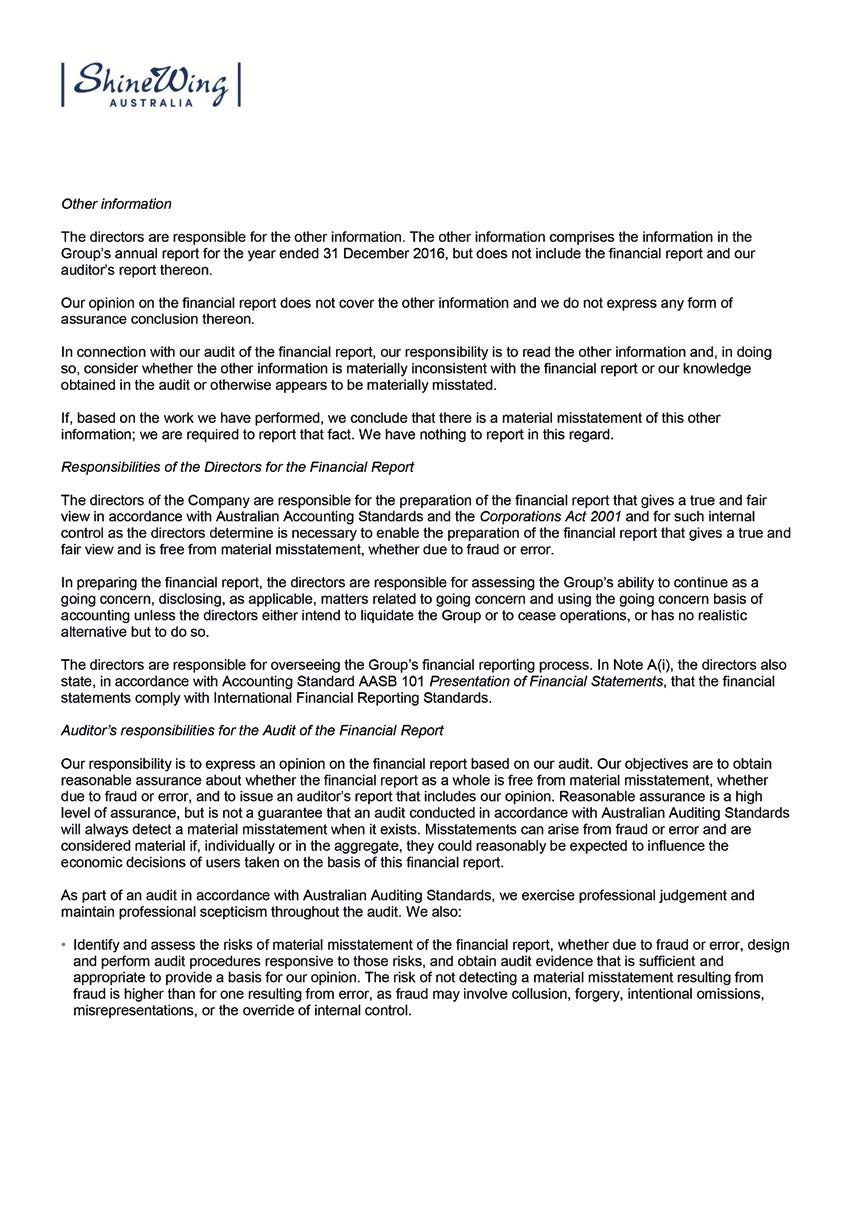 ShineWing
AUSTRALIA
Other information
The directors are responsible for the other information. The other information comprises the information in the
Group’s annual report for the year ended 31 December 2016, but does not include the financial report and our
auditor’s report thereon.
Our opinion on the financial report does not cover the other information and we do not express any form of
assurance conclusion thereon.
In connection with our audit of the financial report, our responsibility is to read the other information and, in doing
so, consider whether the other information is materially inconsistent with the financial report or our knowledge
obtained in the audit or otherwise appears to be materially misstated.
If, based on the work we have performed, we conclude that there is a material misstatement of this other
information; we are required to report that fact. We have nothing to report in this regard.
Responsibilities of the Directors for the Financial Report
The directors of the Company are responsible for the preparation of the financial report that gives a true and fair
view in accordance with Australian Accounting Standards and the Corporations Act 2001 and for such internal
control as the directors determine is necessary to enable the preparation of the financial report that gives a true and
fair view and is free from material misstatement, whether due to fraud or error.
In preparing the financial report, the directors are responsible for assessing the Group’s ability to continue as a
going concern, disclosing, as applicable, matters related to going concern and using the going concern basis of
accounting unless the directors either intend to liquidate the Group or to cease operations, or has no realistic
alternative but to do so.
The directors are responsible for overseeing the Group’s financial reporting process. In Note A(i), the directors also
state, in accordance with Accounting Standard AASB 101 Presentation of Financial Statements, that the financial
statements comply with International Financial Reporting Standards.
Auditor’s responsibilities for the Audit of the Financial Report
Our responsibility is to express an opinion on the financial report based on our audit. Our objectives are to obtain
reasonable assurance about whether the financial report as a whole is free from material misstatement, whether
due to fraud or error, and to issue an auditor’s report that includes our opinion. Reasonable assurance is a high
level of assurance, but is not a guarantee that an audit conducted in accordance with Australian Auditing Standards
will always detect a material misstatement when it exists. Misstatements can arise from fraud or error and are
considered material if, individually or in the aggregate, they could reasonably be expected to influence the
economic decisions of users taken on the basis of this financial report.
As part of an audit in accordance with Australian Auditing Standards, we exercise professional judgement and
maintain professional scepticism throughout the audit. We also:
• Identify and assess the risks of material misstatement of the financial report, whether due to fraud or error, design
and perform audit procedures responsive to those risks, and obtain audit evidence that is sufficient and
appropriate to provide a basis for our opinion. The risk of not detecting a material misstatement resulting from
fraud is higher than for one resulting from error, as fraud may involve collusion, forgery, intentional omissions,
misrepresentations, or the override of internal control.